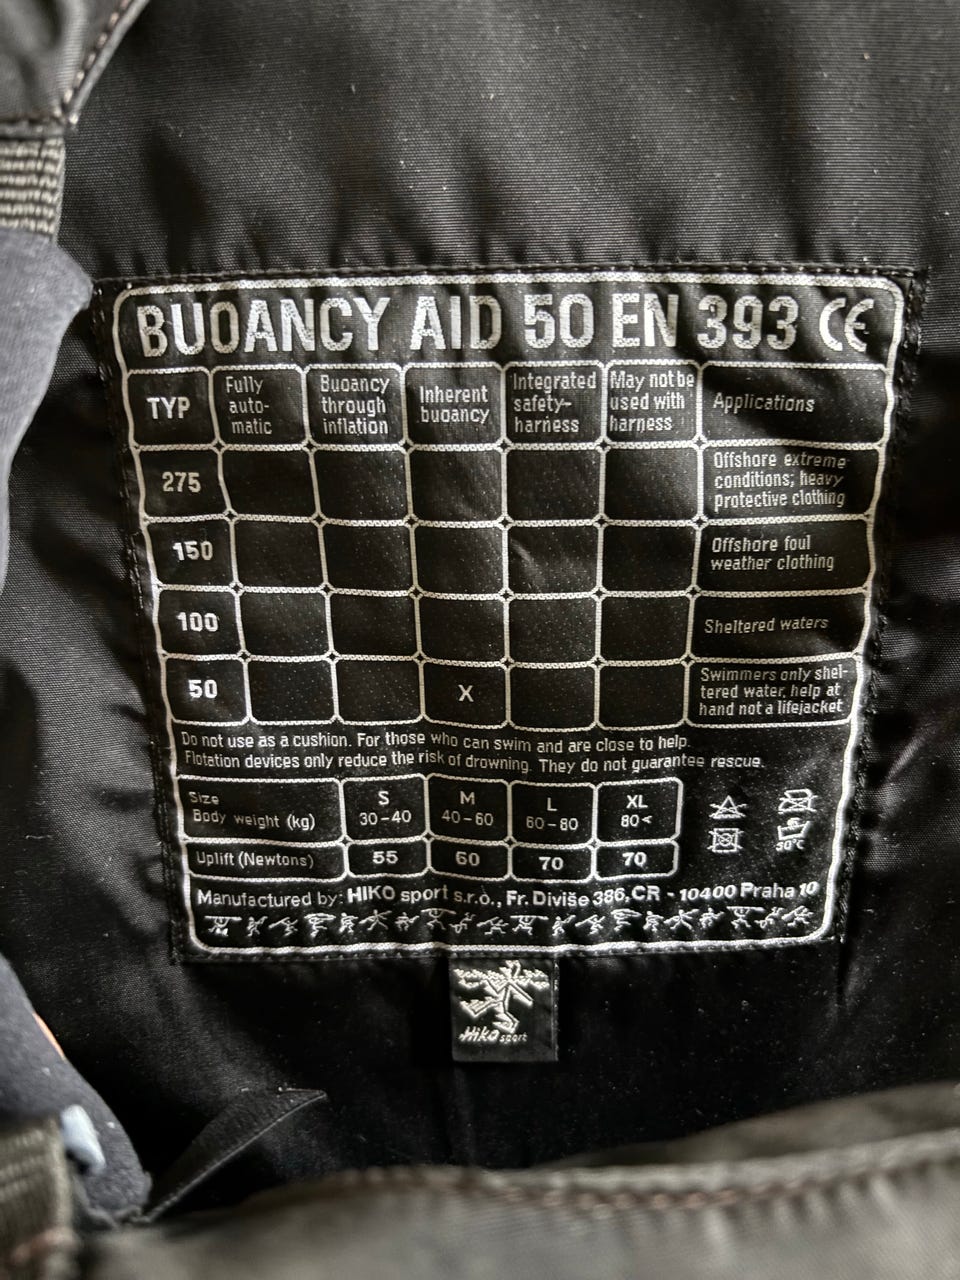 BUOANCY AID 50 EN 393 CE
TYP
Fully
auto-
matic
Buoancy
through
inflation
Inherent
buoancy
Integrated
safety-
harness
May not be
used with
harness
Applications
275
Offshore extreme
conditions; heavy
protective clothing
150
Offshore foul
weather clothing
100
Sheltered waters
50
X
Swimmers only shel-
tered water, help at
hand not a lifejacket
Do not use as a cushion. For those who can swim and are close to help.
Flotation devices only reduce the risk of drowning. They do not guarantee rescue.
Size
Body weight (kg)
S
30-40
M
40-60
L
60-80
XL
80<
Uplift (Newtons)
55
60
70
70
30°C
Manufactured by: HIKO sport s.r.o., Fr. Diviše 386,CR - 10400 Praha 10
Hiko sport